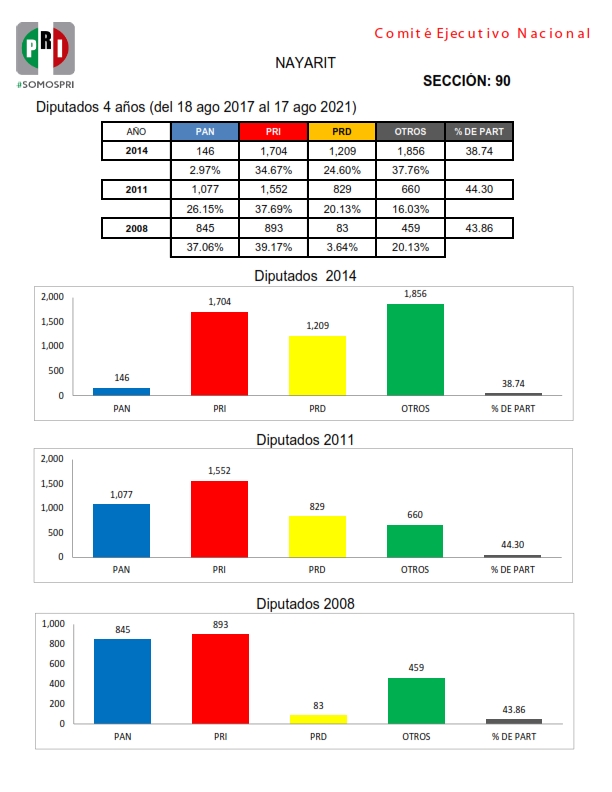 Comité Ejecutivo Nacional
PRI
#SOMOSPRI
NAYARIT
SECCIÓN: 90
Diputados 4 años (del 18 ago 2017 al 17 ago 2021)
AÑO PAN PRI PRD OTROS % DE PART
2014 146 1,704 1,209 1,856 38.74
2.97% 34.67% 24.60% 37.76%
2011 1,077 1,552 829 660 44.30
26.15% 37.69% 20.13% 16.03%
2008 845 893 83 459 43.86
37.06% 39.17% 3.64% 20.13%
Diputados 2014
2,000
1,500
1,000
500
0
146
1,704
1,209
1,856
38.74
PAN PRI PRD OTROS % DE PART
Diputados 2011
2,000
1,500
1,000
500
0
1,077
1,552
829
660
44.30
PAN PRI PRD OTROS % DE PART
Diputados 2008
1,000
800
600
400
200
0
845
893
83
459
43.86
PAN PRI PRD OTROS % DE PART